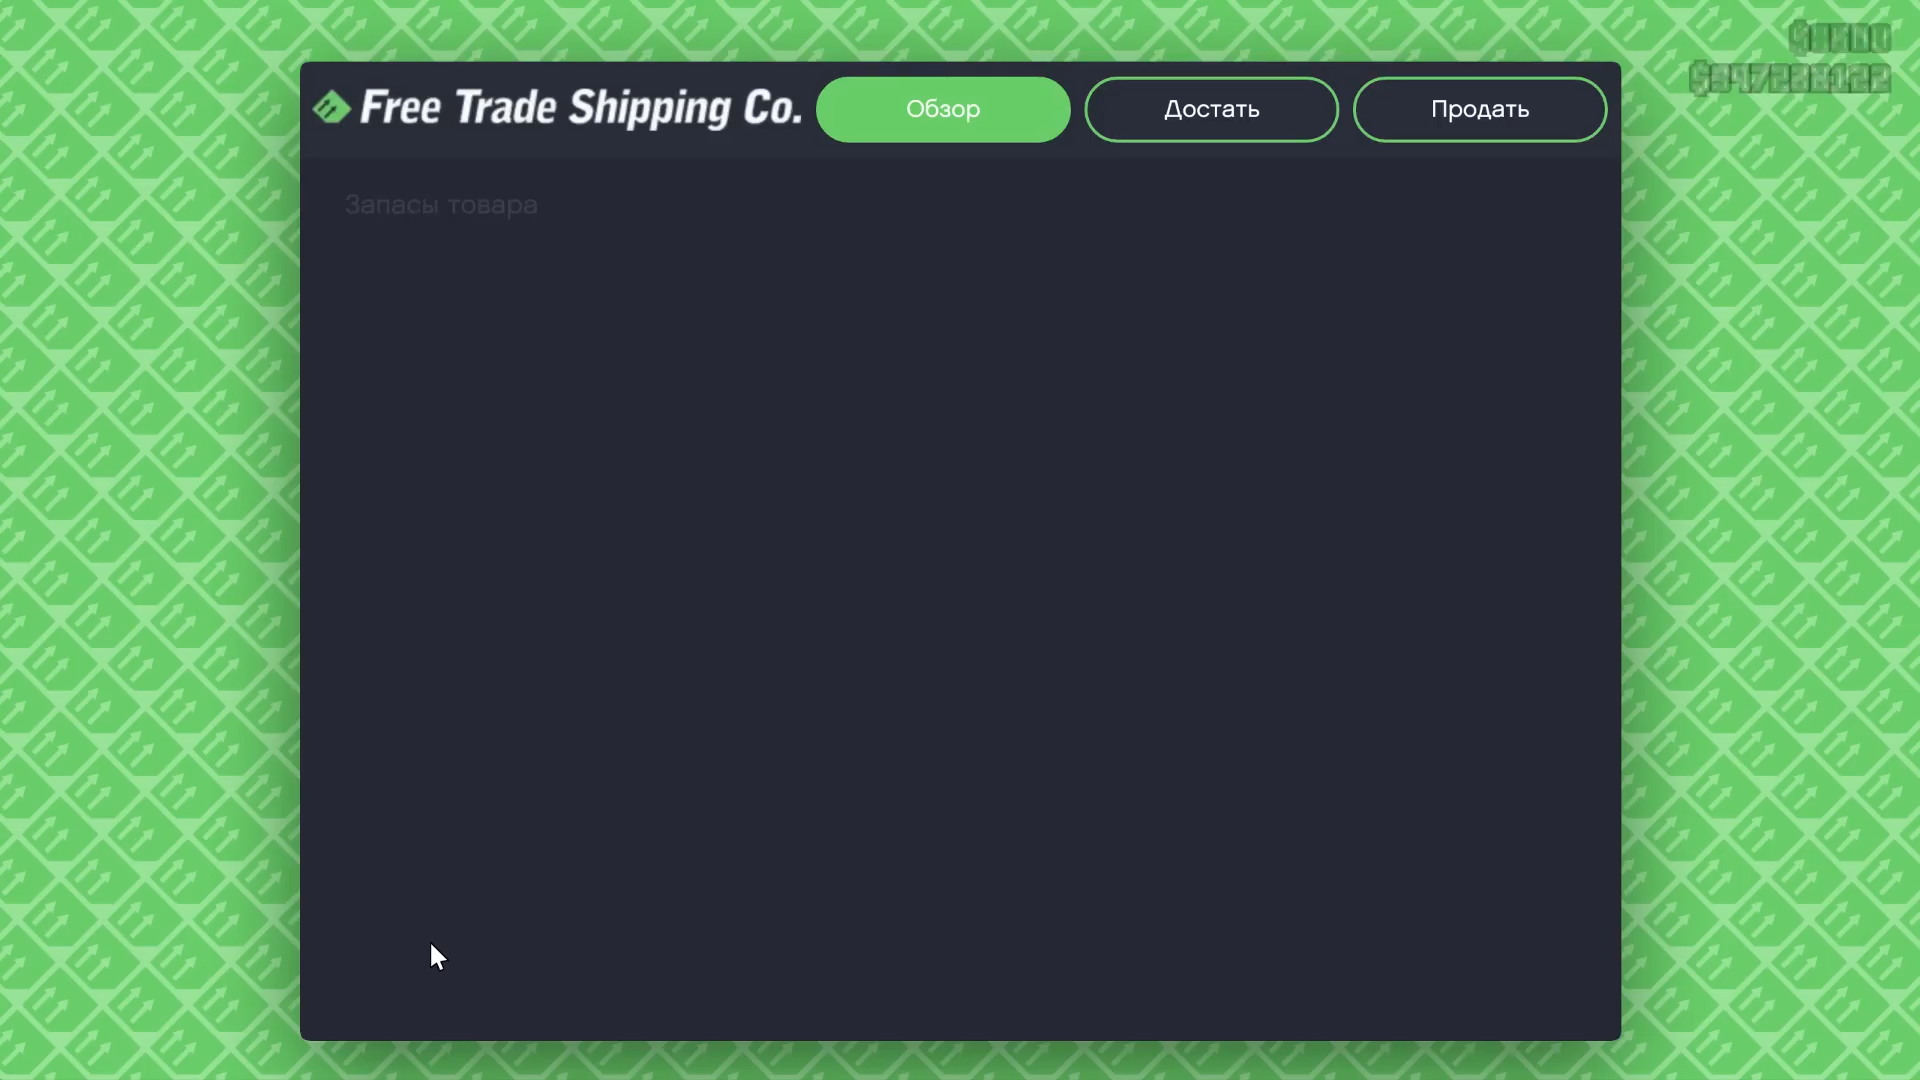 Free Trade Shipping Co.
Обзор
Достать
Продать
Запасы товара